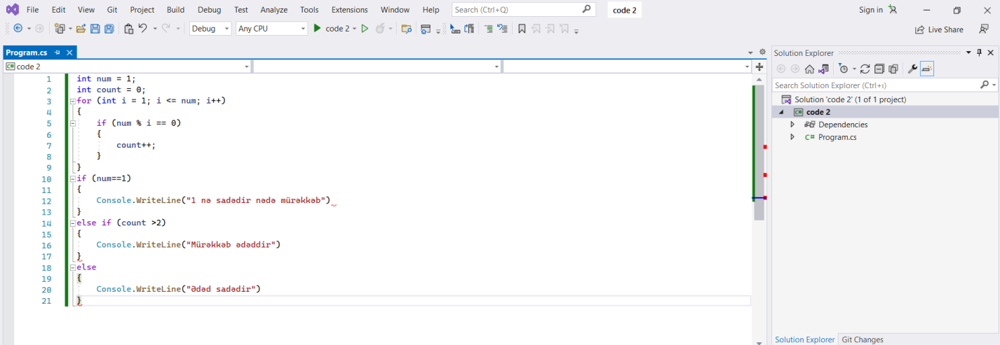 File Edit View Git Project Build Debug Test Analyze Tools Extensions Window Help Search (Ctrl+Q) code 2 Sign in
Debug Any CPU code 2 Live Share
Program.cs
code 2
1 int num = 1;
2 int count = 0;
3 for (int i = 1; i <= num; i++)
4 {
5 if (num % i == 0)
6 {
7 count++;
8 }
9 }
10 if (num==1)
11 {
12 Console.WriteLine("1 nə sadədir nədə mürəkkəb")
13 }
14 else if (count >2)
15 {
16 Console.WriteLine("Mürəkkəb ədəddir")
17 }
18 else
19 {
20 Console.WriteLine("Ədəd sadədir")
21 }
Solution Explorer
Search Solution Explorer (Ctrl+ı)
Solution 'code 2' (1 of 1 project)
C# code 2
Dependencies
C# Program.cs
Solution Explorer Git Changes